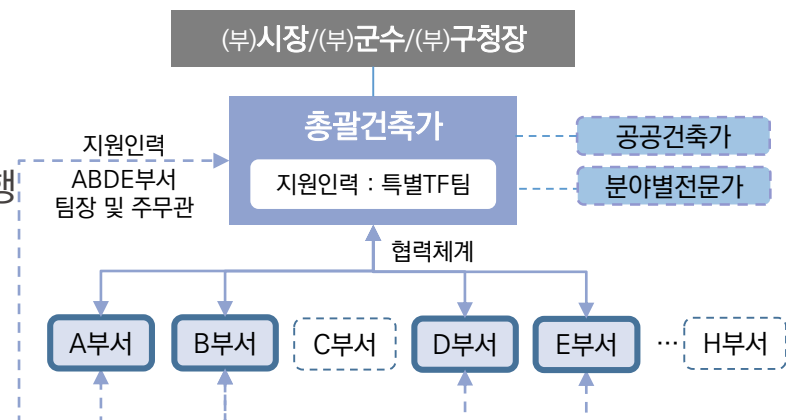 (부)시장/(부)군수/(부)구청장
총괄건축가
지원인력 : 특별TF팀
공공건축가
분야별전문가
지원인력
ABDE부서
팀장 및 주무관
행
협력체계
A부서
B부서
C부서
D부서
E부서
···
H부서